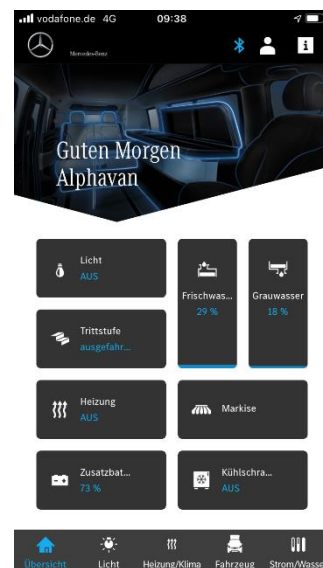 vodafone.de 4G 09:38
Mercedes-Benz
i
Guten Morgen
Alphavan
Licht
AUS
Frischwas...
29 %
Grauwasser
18 %
Trittstufe
ausgefahr...
Heizung
AUS
Markise
Zusatzbat...
73 %
Kühlschra...
AUS
Übersicht Licht Heizung/Klima Fahrzeug Strom/Wasse